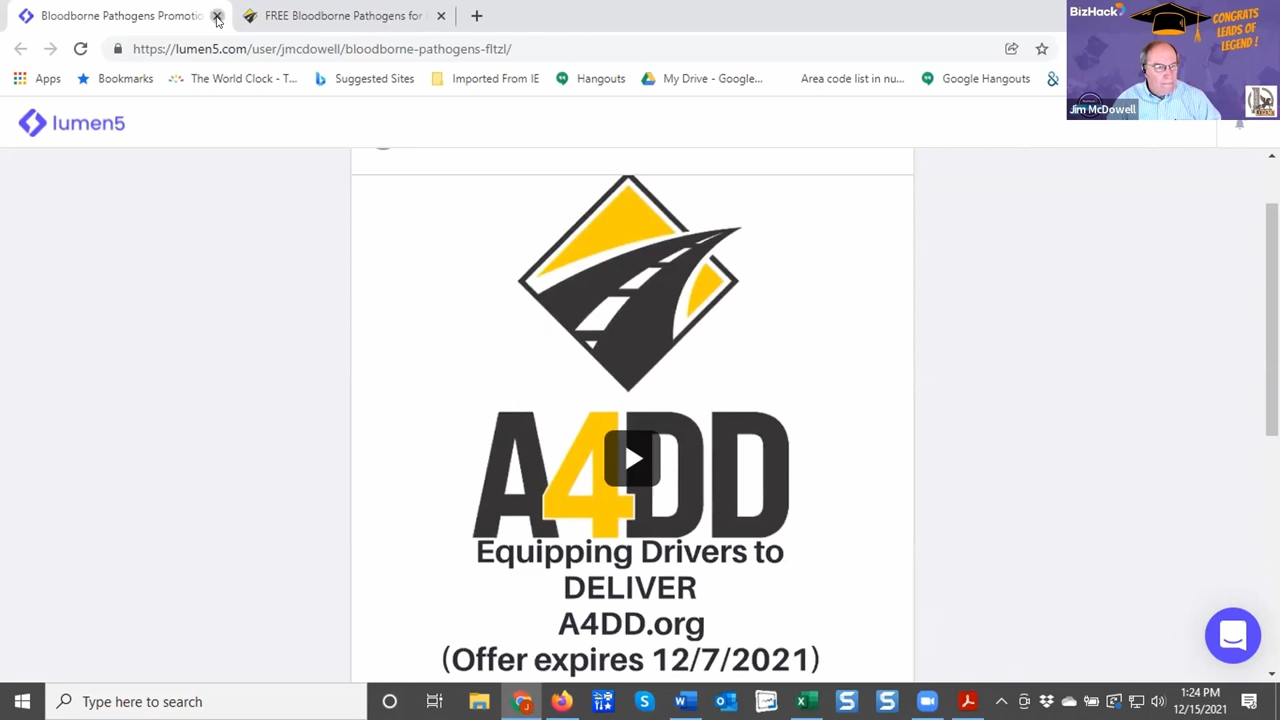 Bloodborne Pathogens Promotio
FREE Bloodborne Pathogens for
https://lumen5.com/user/jmcdowell/bloodborne-pathogens-fltzl/
Apps
Bookmarks
The World Clock - T...
Suggested Sites
Imported From IE
Hangouts
My Drive - Google...
Area code list in nu...
Google Hangouts
BizHack
CONGRATS
LEADS OF
LEGEND !
Jim McDowell
lumen5
A4DD
Equipping Drivers to
DELIVER
A4DD.org
(Offer expires 12/7/2021)
Type here to search
1:24 PM
12/15/2021